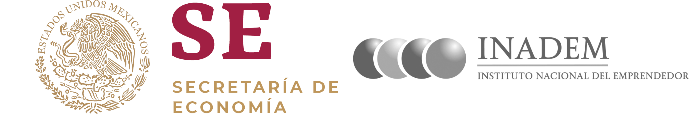 ESTADOS UNIDOS MEXICANOS
SE
SECRETARÍA DE
ECONOMÍA
INADEM
INSTITUTO NACIONAL DEL EMPRENDEDOR